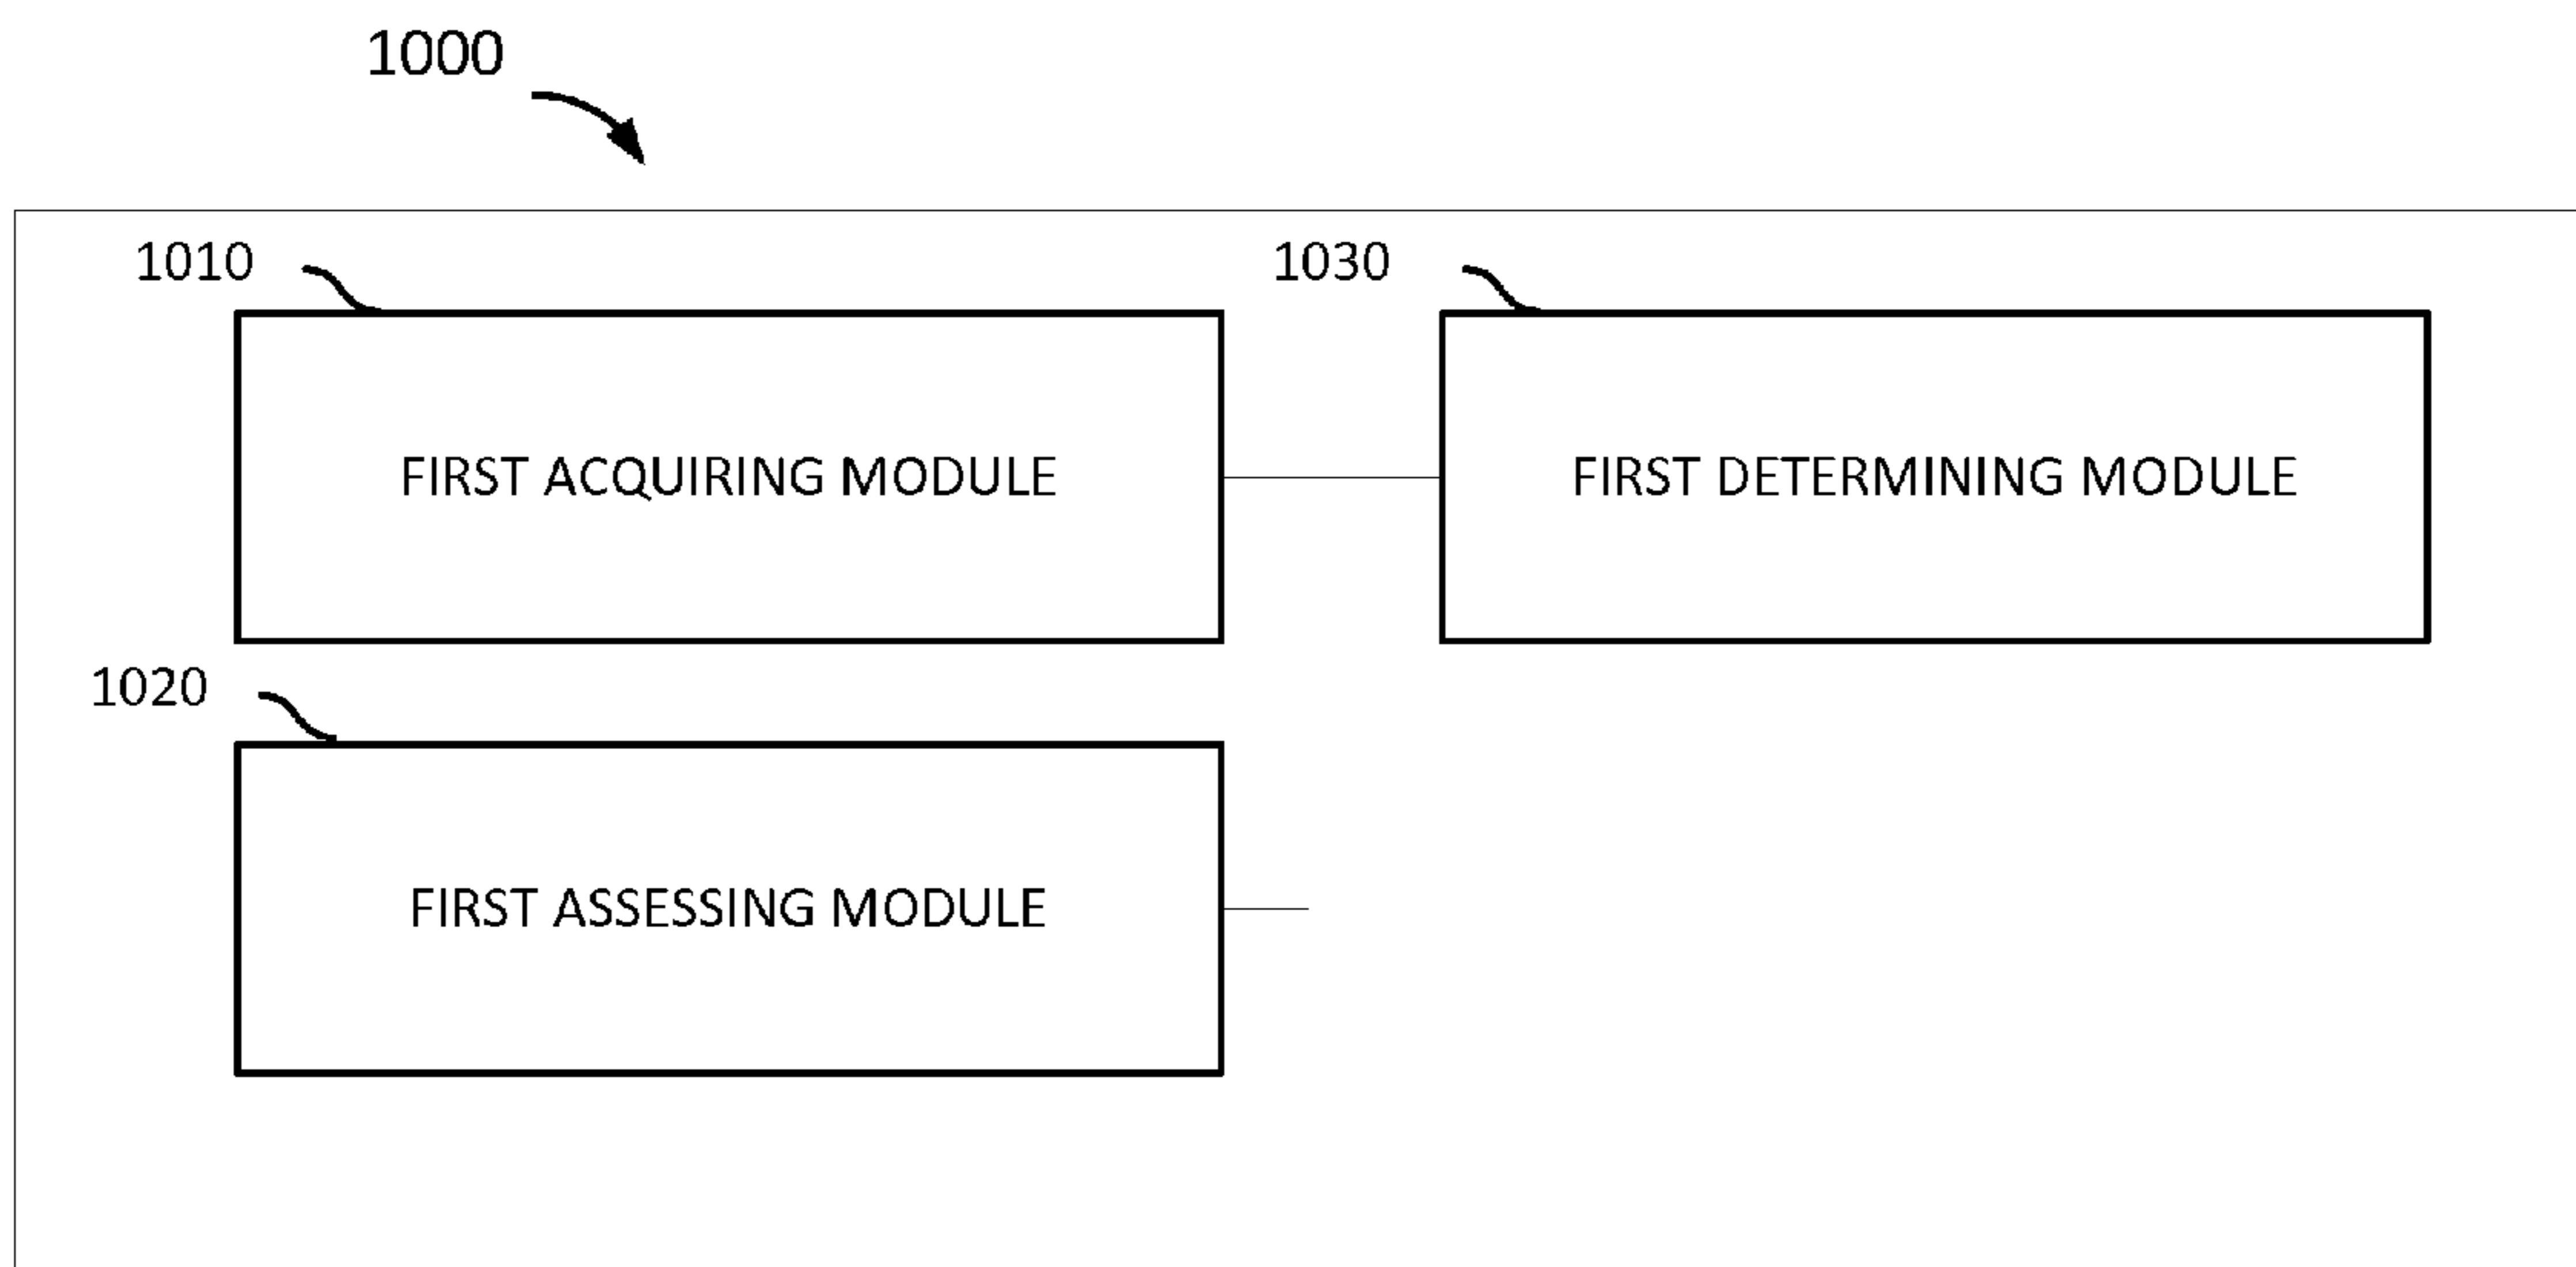 1000
1010
1030
FIRST ACQUIRING MODULE
FIRST DETERMINING MODULE
1020
FIRST ASSESSING MODULE